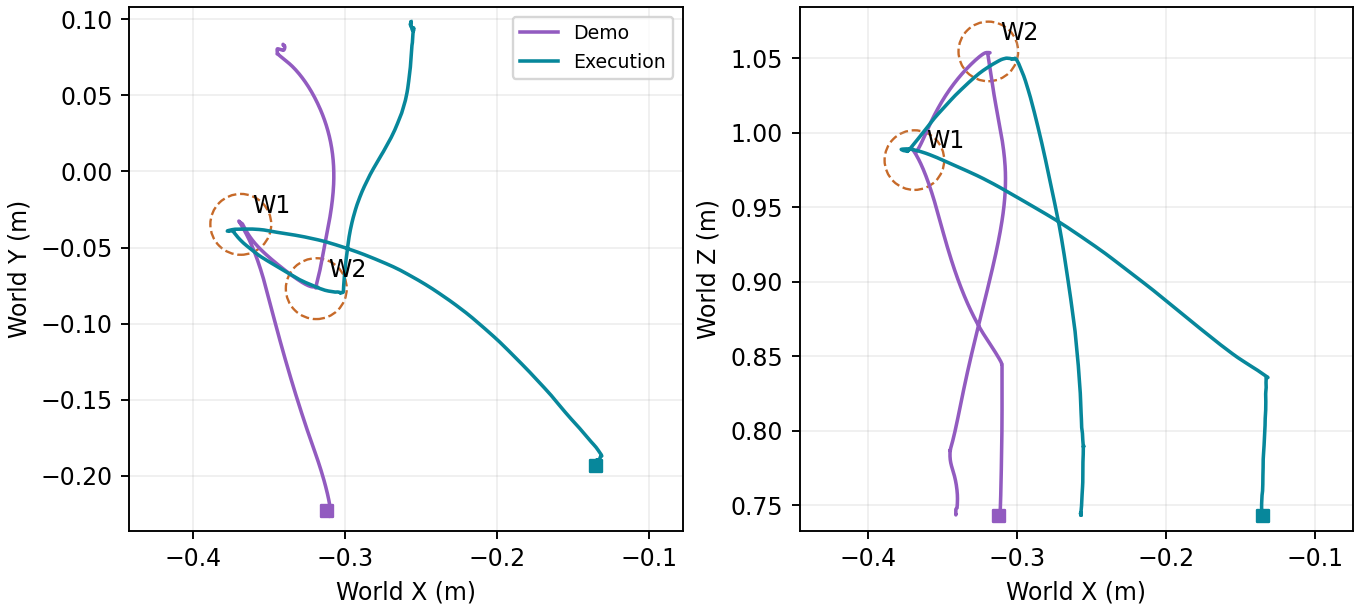 0.10
0.05
0.00
−0.05
−0.10
−0.15
−0.20
World Y (m)
−0.4
−0.3
−0.2
−0.1
World X (m)
W1
W2
Demo
Execution
1.05
1.00
0.95
0.90
0.85
0.80
0.75
World Z (m)
−0.4
−0.3
−0.2
−0.1
World X (m)
W2
W1